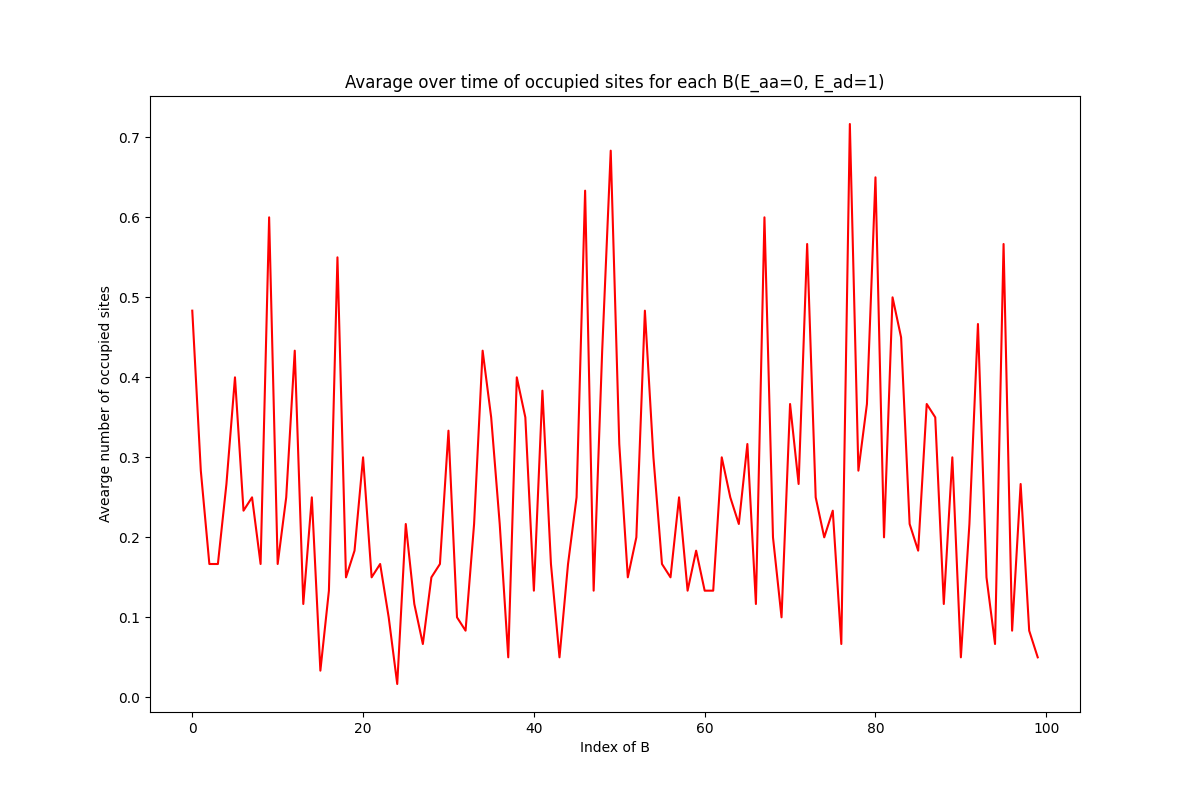 Avarage over time of occupied sites for each B(E_aa=0, E_ad=1)
Avearge number of occupied sites
0.7
0.6
0.5
0.4
0.3
0.2
0.1
0.0
0 20 40 60 80 100
Index of B